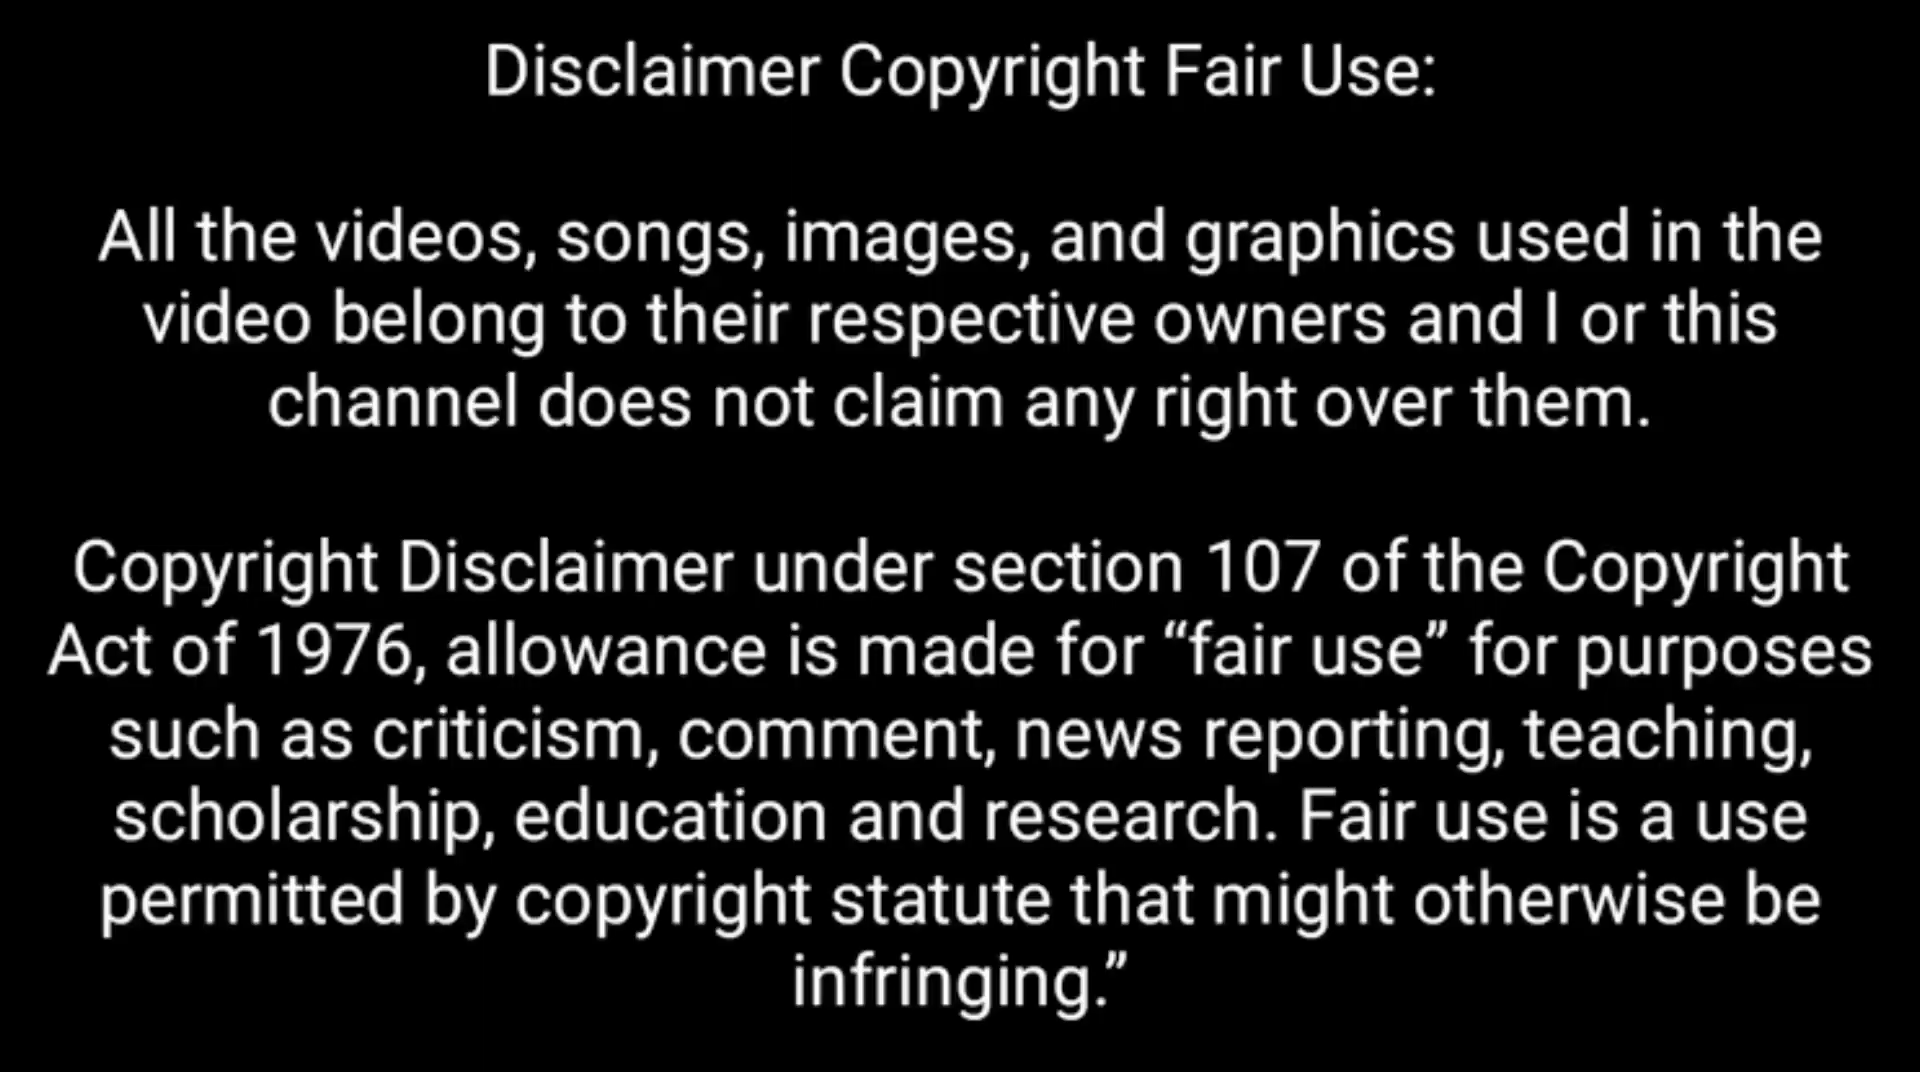 Disclaimer Copyright Fair Use:
All the videos, songs, images, and graphics used in the
video belong to their respective owners and I or this
channel does not claim any right over them.
Copyright Disclaimer under section 107 of the Copyright
Act of 1976, allowance is made for “fair use” for purposes
such as criticism, comment, news reporting, teaching,
scholarship, education and research. Fair use is a use
permitted by copyright statute that might otherwise be
infringing.”